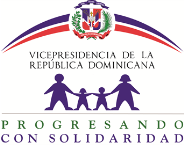 VICEPRESIDENCIA DE LA
REPÚBLICA DOMINICANA
PROGRESANDO
CON SOLIDARIDAD